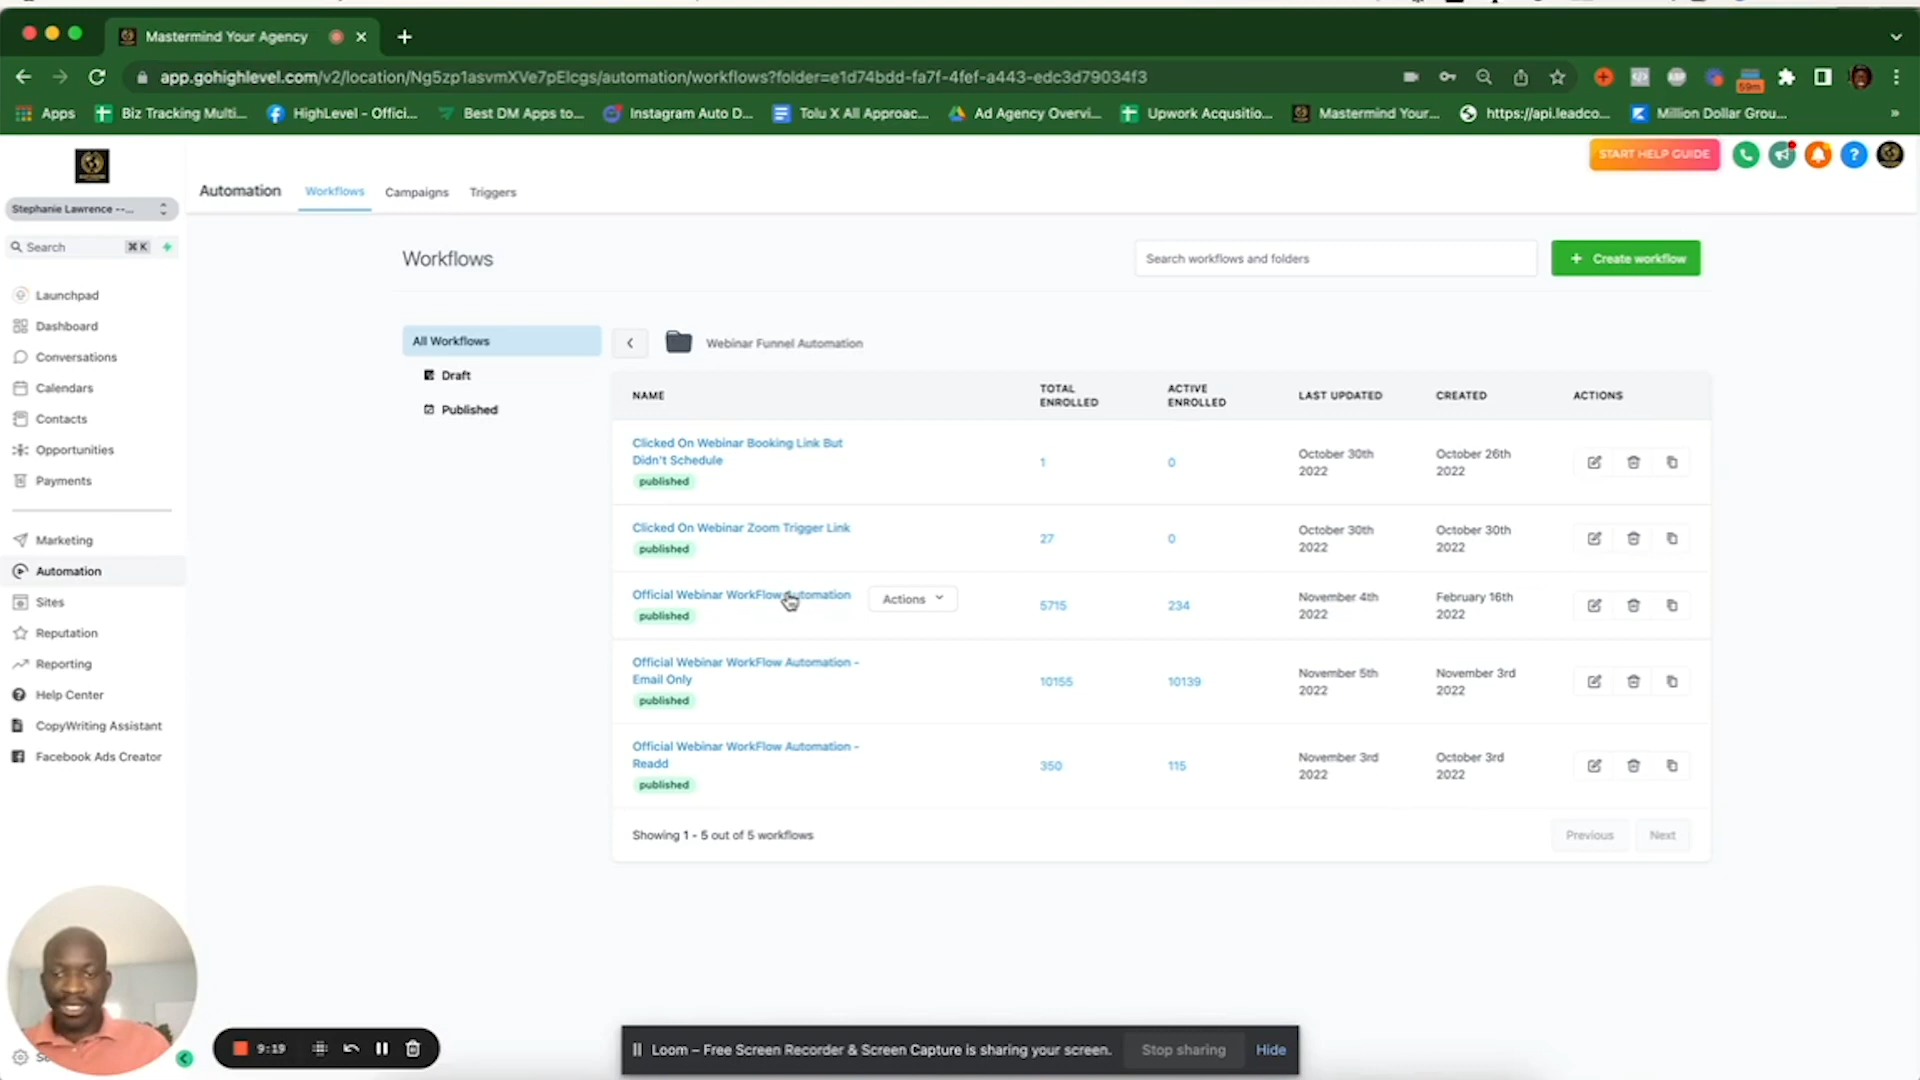 Mastermind Your Agency
app.gohighlevel.com/v2/location/Ng5zp1asvmXVe7pElcgs/automation/workflows?folder=e1d74bdd-fa7f-4fef-a443-edc3d79034f3
59m
Apps
Biz Tracking Multi...
HighLevel - Offici...
Best DM Apps to...
Instagram Auto D...
Tolu X All Approac...
Ad Agency Overvi...
Upwork Acqusitio...
Mastermind Your...
https://api.leadco...
Million Dollar Grou...
»
START HELP GUIDE
Automation
Workflows
Campaigns
Triggers
Stephanie Lawrence --...
Search
⌘ K
Launchpad
Dashboard
Conversations
Calendars
Contacts
Opportunities
Payments
Marketing
Automation
Sites
Reputation
Reporting
Help Center
CopyWriting Assistant
Facebook Ads Creator
Workflows
Search workflows and folders
+ Create workflow
All Workflows
Draft
Published
Webinar Funnel Automation
NAME
TOTAL
ENROLLED
ACTIVE
ENROLLED
LAST UPDATED
CREATED
ACTIONS
Clicked On Webinar Booking Link But
Didn't Schedule
published
1
0
October 30th
2022
October 26th
2022
Clicked On Webinar Zoom Trigger Link
published
27
0
October 30th
2022
October 30th
2022
Official Webinar WorkFlow Automation
published
Actions
5715
234
November 4th
2022
February 16th
2022
Official Webinar WorkFlow Automation -
Email Only
published
10155
10139
November 5th
2022
November 3rd
2022
Official Webinar WorkFlow Automation -
Readd
published
350
115
November 3rd
2022
October 3rd
2022
Showing 1 - 5 out of 5 workflows
Previous
Next
9:19
Loom – Free Screen Recorder & Screen Capture is sharing your screen.
Stop sharing
Hide